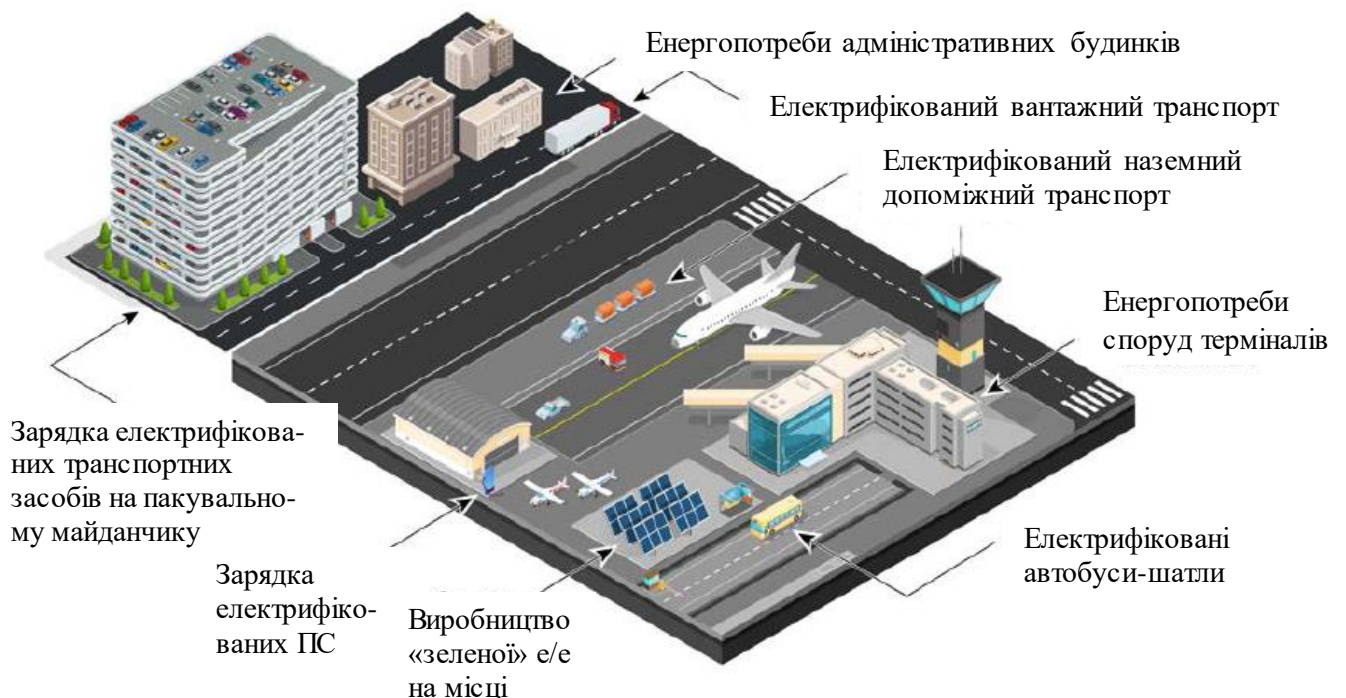 Енергопотреби адміністративних будинків
Електрифікований вантажний транспорт
Електрифікований наземний
допоміжний транспорт
Енергопотреби
споруд терміналів
Зарядка електрифікова-
них транспортних
засобів на пакувально-
му майданчику
Зарядка
електрифіко-
ваних ПС
Виробництво
«зеленої» е/е
на місці
Електрифіковані
автобуси-шатли